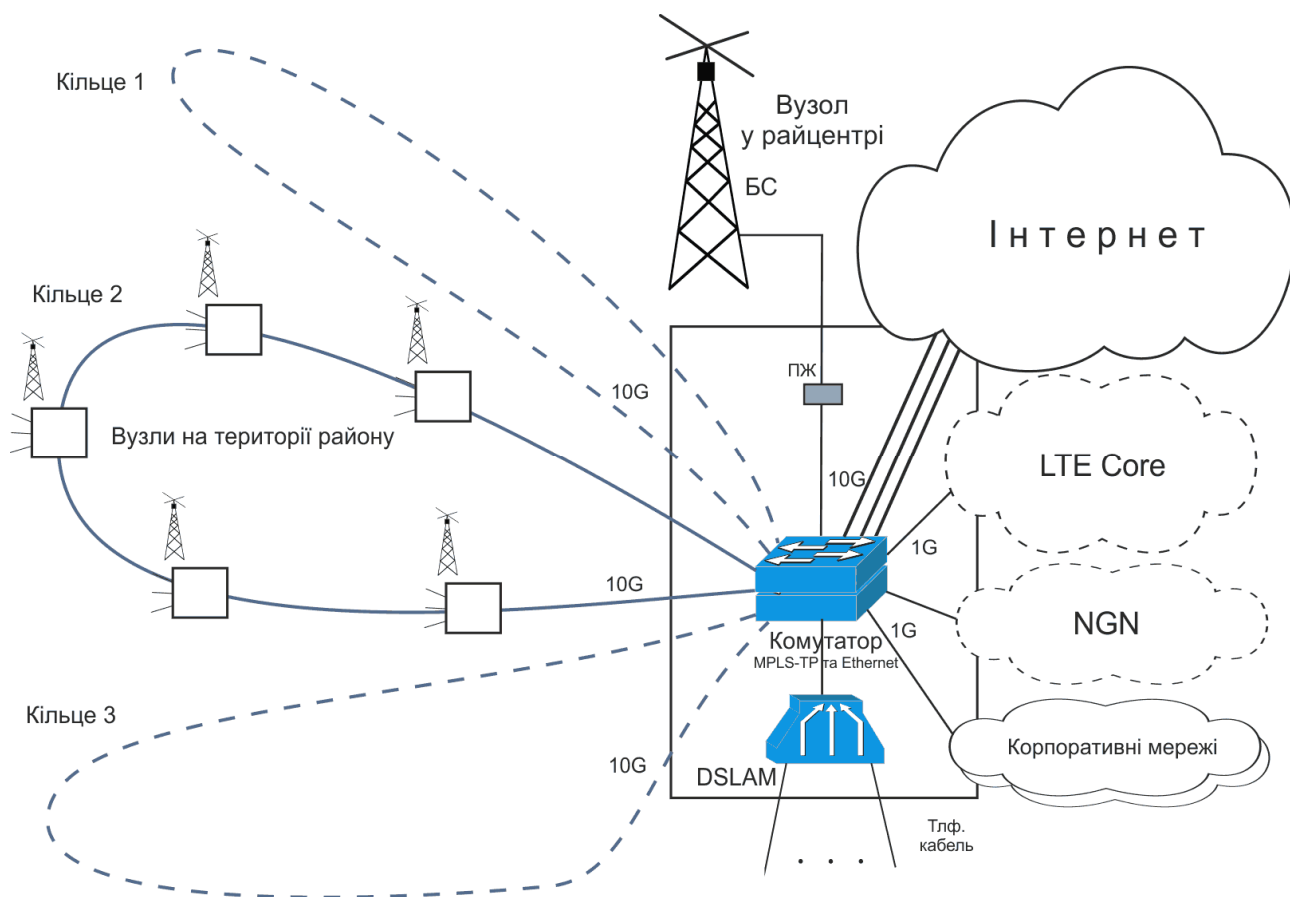 Кільце 1
Вузол
у райцентрі
БС
І н т е р н е т
Кільце 2
ПЖ
10G
Вузли на території району
LTE Core
10G
1G
10G
NGN
1G
Комутатор
MPLS-TP та Ethernet
Кільце 3
Корпоративні мережі
10G
DSLAM
Тлф.
кабель
. . .